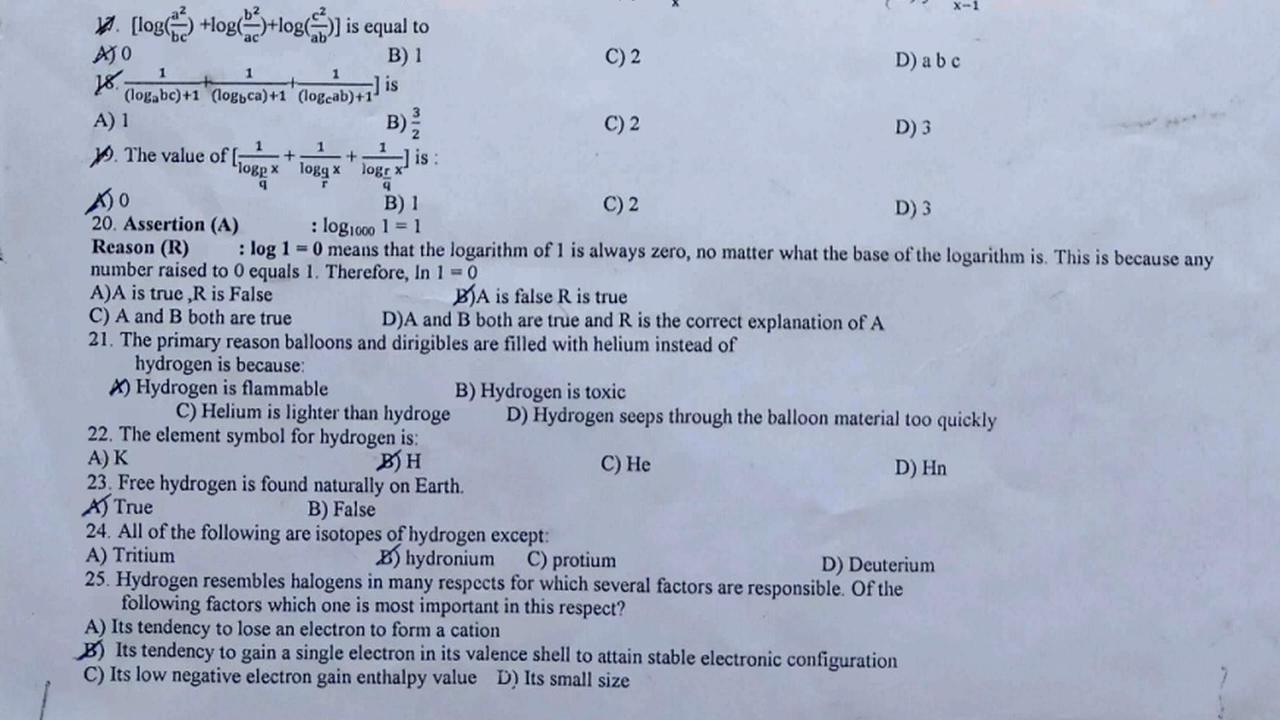 x
x−1
17. [log(a²/bc) +log(b²/ac)+log(c²/ab)] is equal to
A) 0 B) 1 C) 2 D) a b c
18. 1/((logₐbc)+1) + 1/((log_b ca)+1) + 1/((log_c ab)+1)] is
A) 1 B) 3/2 C) 2 D) 3
19. The value of [1/(log_(p/q) x) + 1/(log_(q/r) x) + 1/(log_(r/q) x)] is :
A) 0 B) 1 C) 2 D) 3
20. Assertion (A) : log₁₀₀₀ 1 = 1
Reason (R) : log 1 = 0 means that the logarithm of 1 is always zero, no matter what the base of the logarithm is. This is because any
number raised to 0 equals 1. Therefore, ln 1 = 0
A)A is true ,R is False B)A is false R is true
C) A and B both are true D)A and B both are true and R is the correct explanation of A
21. The primary reason balloons and dirigibles are filled with helium instead of
hydrogen is because:
A) Hydrogen is flammable B) Hydrogen is toxic
C) Helium is lighter than hydroge D) Hydrogen seeps through the balloon material too quickly
22. The element symbol for hydrogen is:
A) K B) H C) He D) Hn
23. Free hydrogen is found naturally on Earth.
A) True B) False
24. All of the following are isotopes of hydrogen except:
A) Tritium B) hydronium C) protium D) Deuterium
25. Hydrogen resembles halogens in many respects for which several factors are responsible. Of the
following factors which one is most important in this respect?
A) Its tendency to lose an electron to form a cation
B) Its tendency to gain a single electron in its valence shell to attain stable electronic configuration
C) Its low negative electron gain enthalpy value D) Its small size